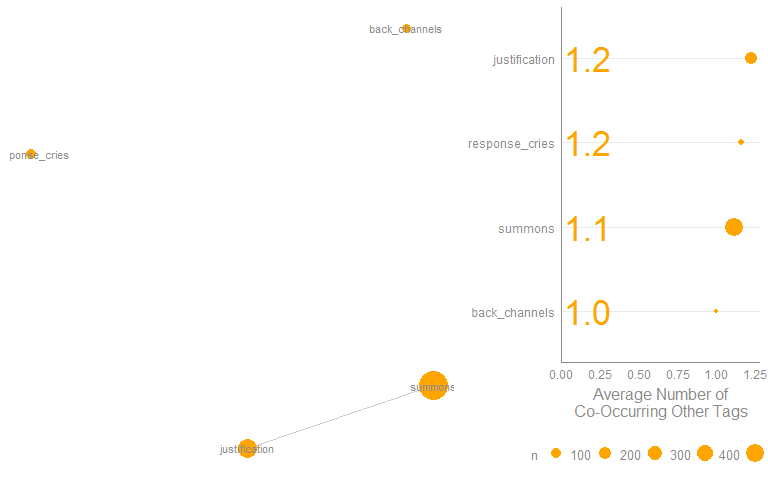 back_channels
ponse_cries
summons
justification
justification 1.2
response_cries 1.2
summons 1.1
back_channels 1.0
0.00 0.25 0.50 0.75 1.00 1.25
Average Number of
Co-Occurring Other Tags
n 100 200 300 400